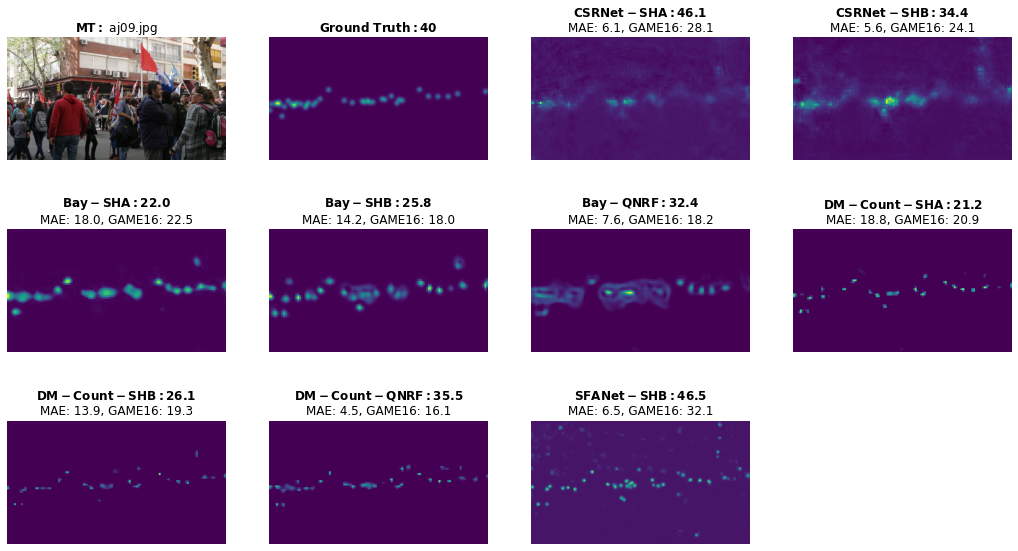 MT: aj09.jpg
Ground Truth:40
CSRNet−SHA:46.1
MAE: 6.1, GAME16: 28.1
CSRNet−SHB:34.4
MAE: 5.6, GAME16: 24.1
Bay−SHA:22.0
MAE: 18.0, GAME16: 22.5
Bay−SHB:25.8
MAE: 14.2, GAME16: 18.0
Bay−QNRF:32.4
MAE: 7.6, GAME16: 18.2
DM−Count−SHA:21.2
MAE: 18.8, GAME16: 20.9
DM−Count−SHB:26.1
MAE: 13.9, GAME16: 19.3
DM−Count−QNRF:35.5
MAE: 4.5, GAME16: 16.1
SFANet−SHB:46.5
MAE: 6.5, GAME16: 32.1